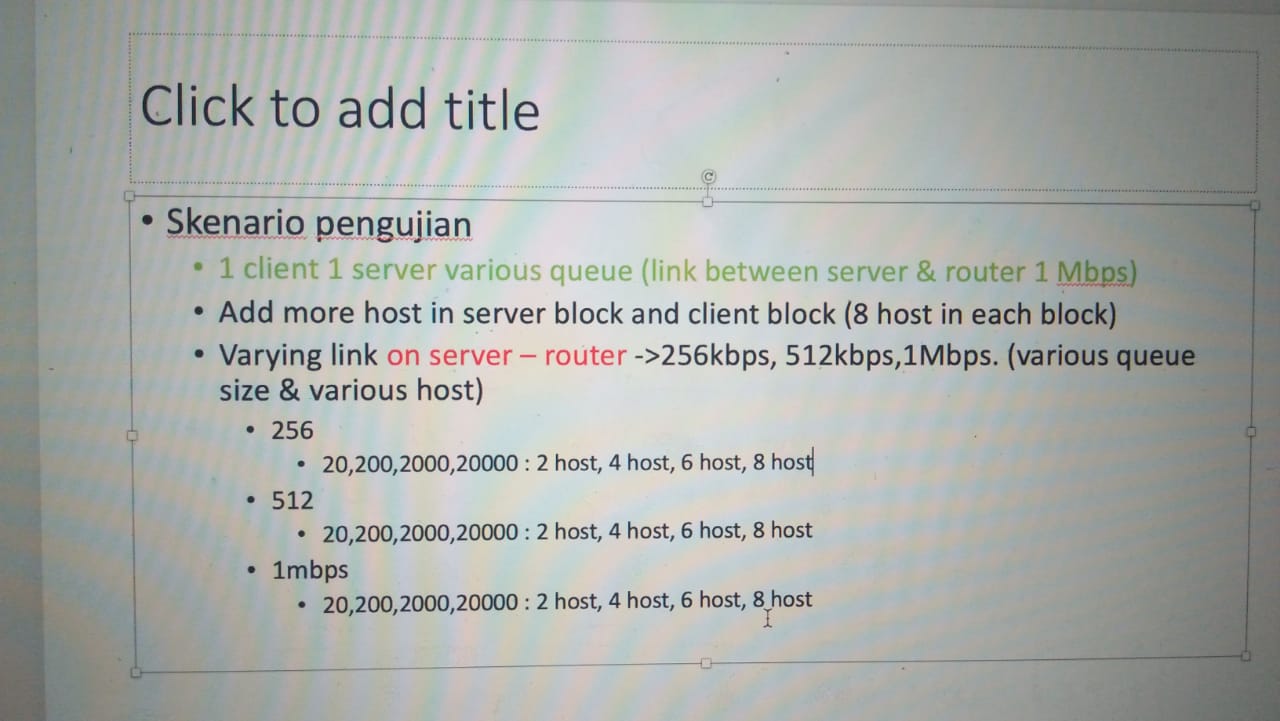 Click to add title
• Skenario pengujian
• 1 client 1 server various queue (link between server & router 1 Mbps)
• Add more host in server block and client block (8 host in each block)
• Varying link on server – router ->256kbps, 512kbps,1Mbps. (various queue
size & various host)
• 256
• 20,200,2000,20000 : 2 host, 4 host, 6 host, 8 host
• 512
• 20,200,2000,20000 : 2 host, 4 host, 6 host, 8 host
• 1mbps
• 20,200,2000,20000 : 2 host, 4 host, 6 host, 8 host